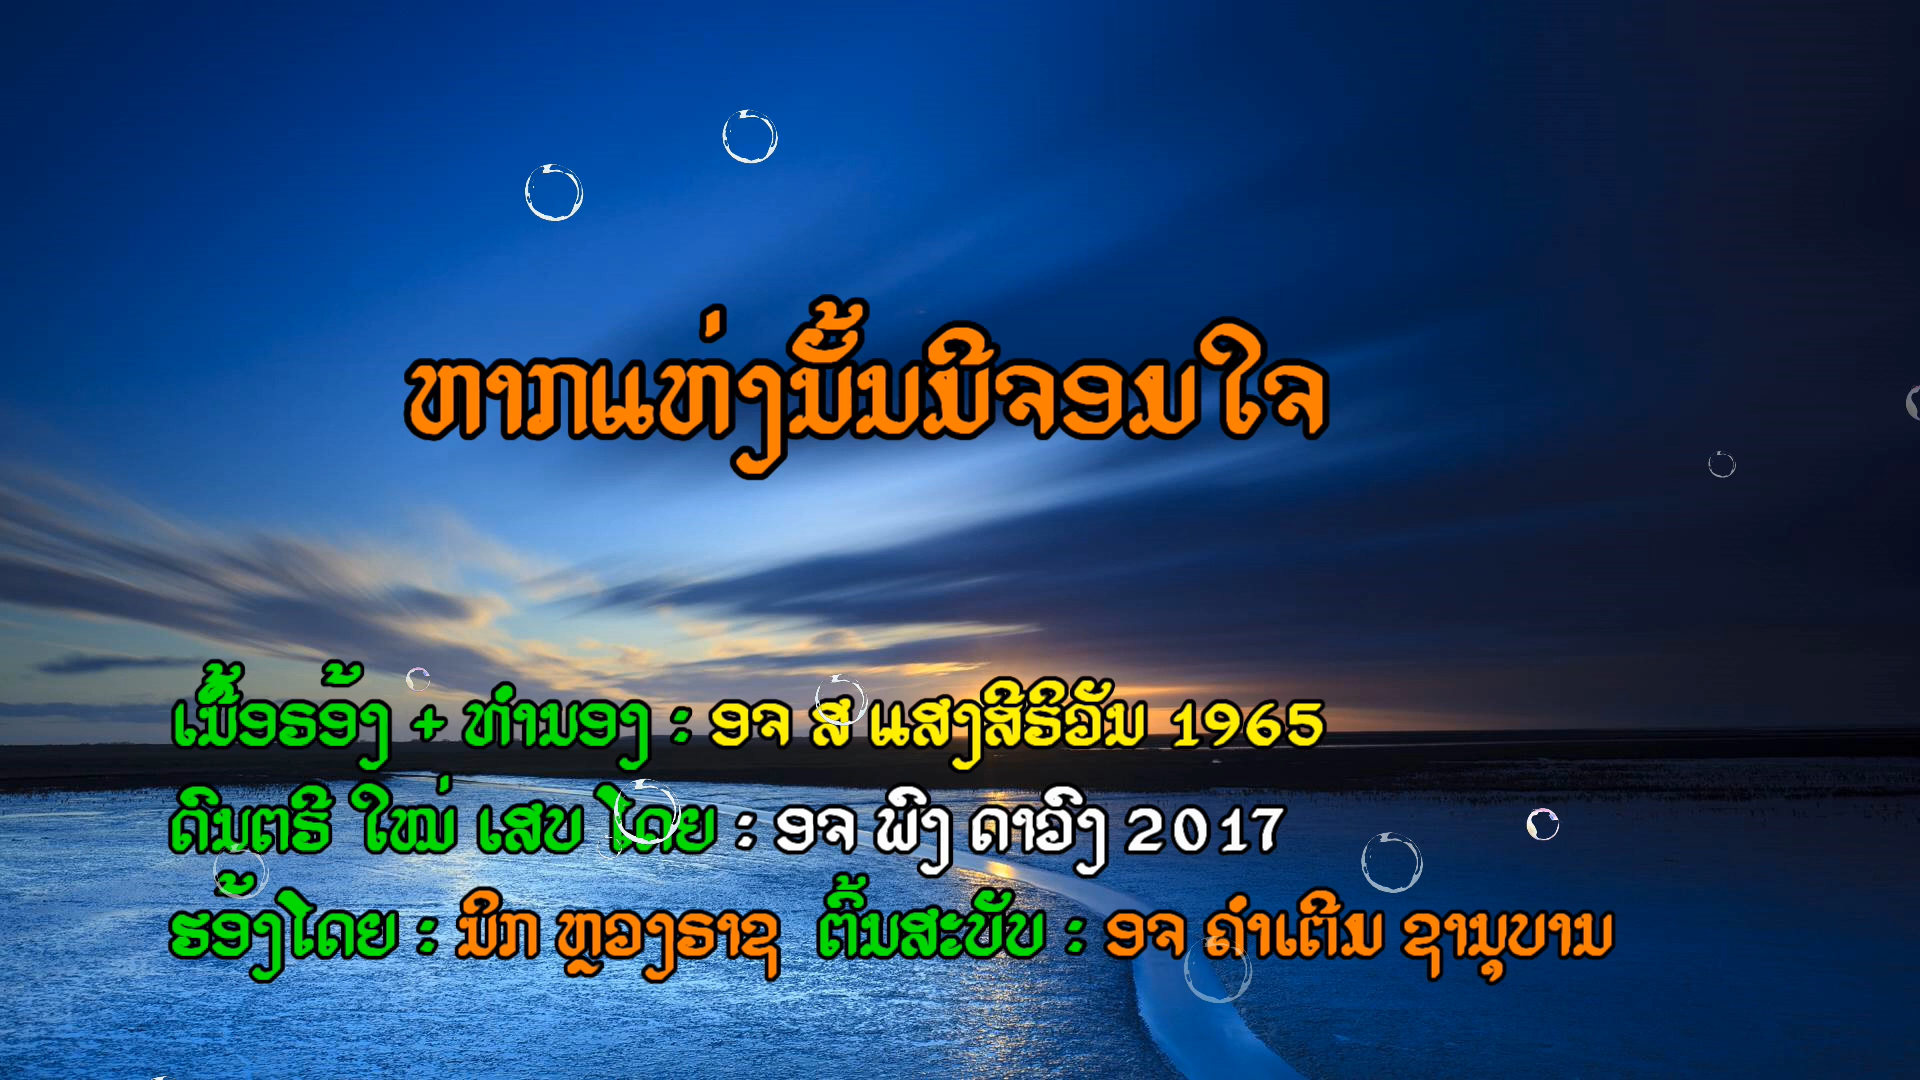 ຫາກແຫ່ງນັ້ນມີຈອມໃຈ
ເນື້ອຮອ້ງ + ທຳນອງ : ອຈ ສ ແສງສີຣິວັນ 1965
ດົນຕຣີ ໃໝ່ ເສບ ໂດຍ : ອຈ ພົງ ດາວົງ 2017
ຮອ້ງໂດຍ : ນິກ ຫຼວງຣາຊ ຕົ້ນສະບັບ : ອຈ ຄຳເຕີມ ຊານຸບານ